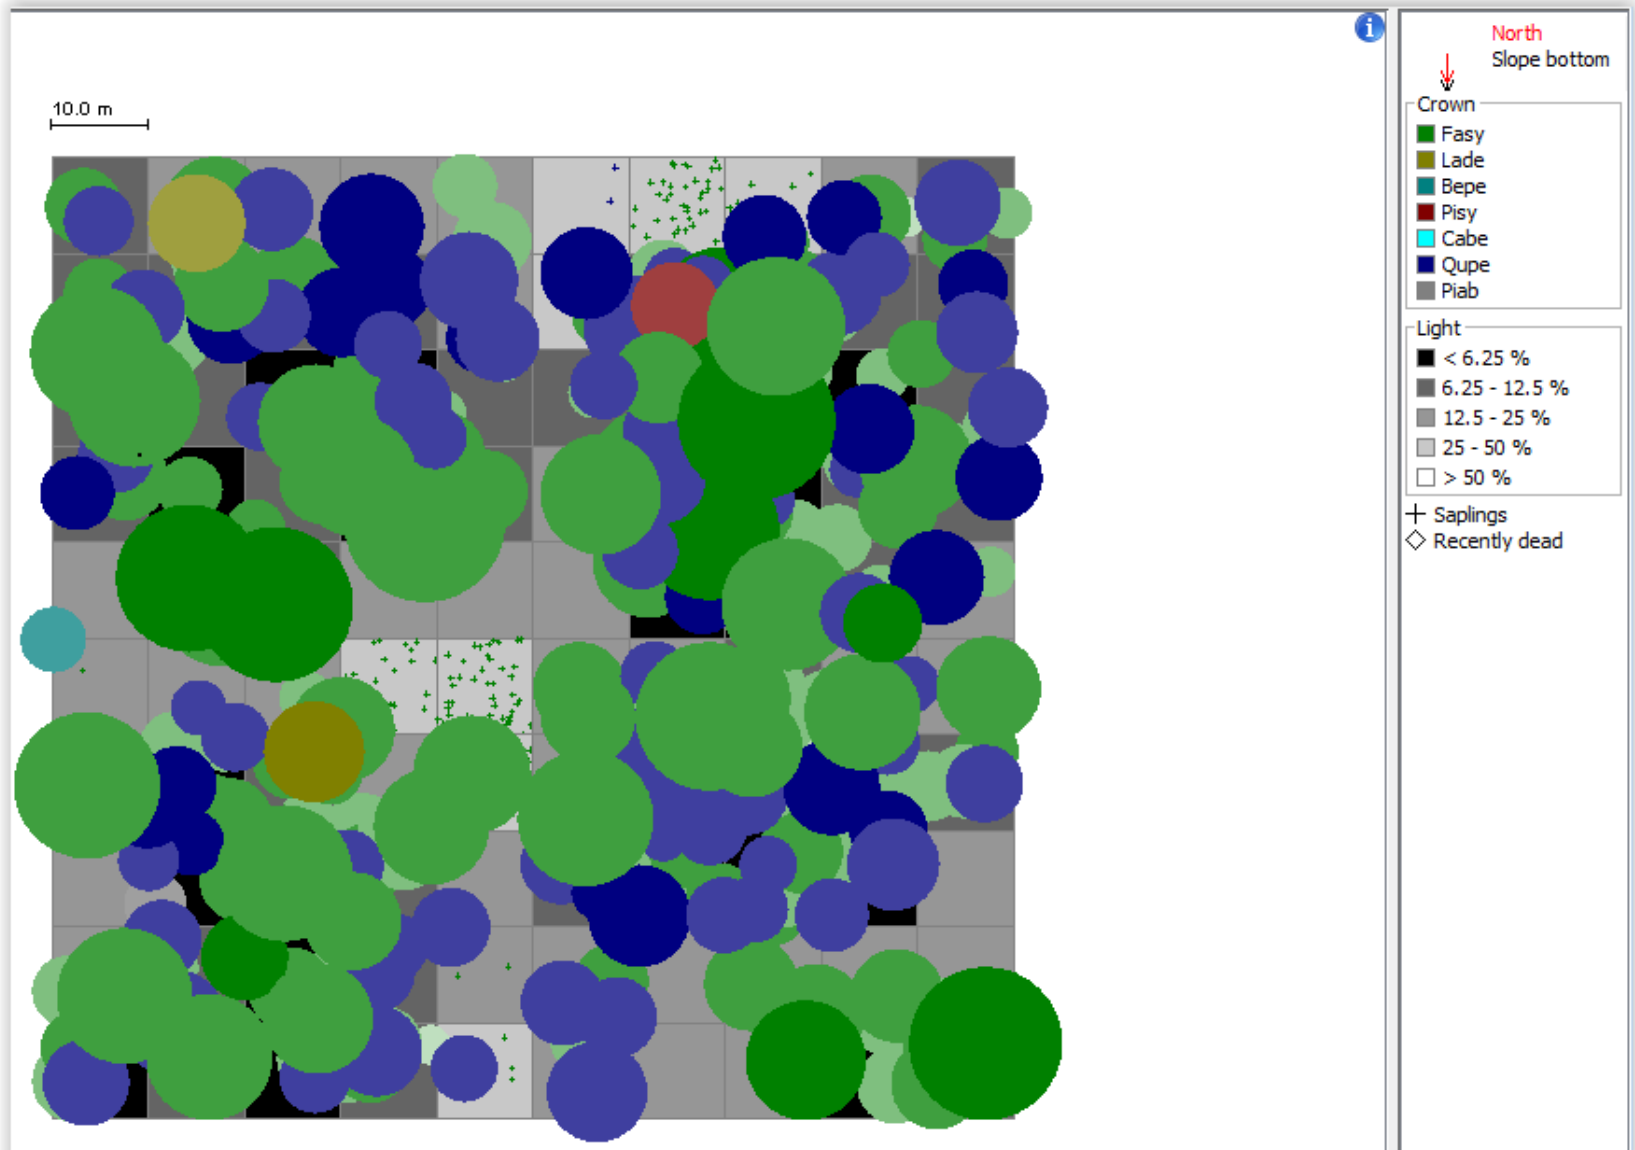 i
North
Slope bottom
10.0 m
Crown
Fasy
Lade
Bepe
Pisy
Cabe
Qupe
Piab
Light
< 6.25 %
6.25 - 12.5 %
12.5 - 25 %
25 - 50 %
> 50 %
Saplings
Recently dead